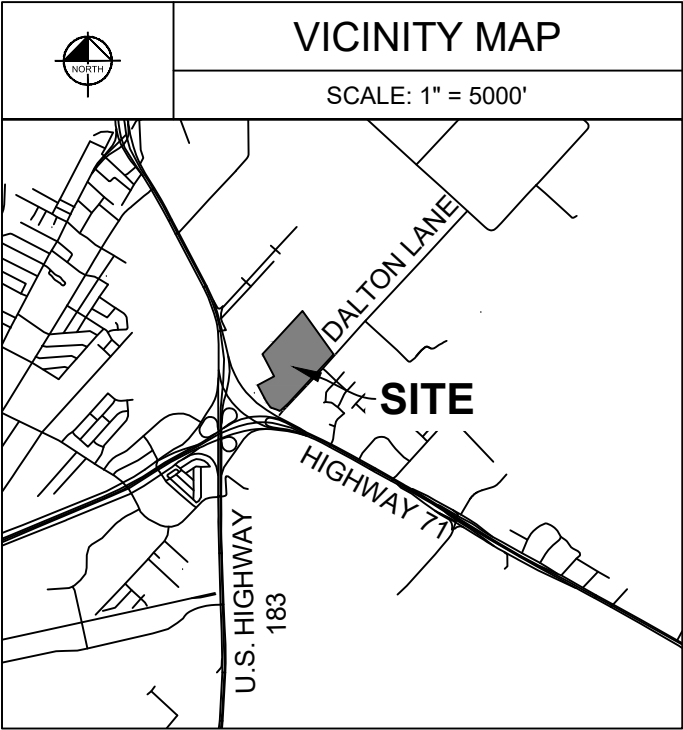 VICINITY MAP
NORTH
SCALE: 1" = 5000'
DALTON LANE
SITE
HIGHWAY 71
U.S. HIGHWAY
183